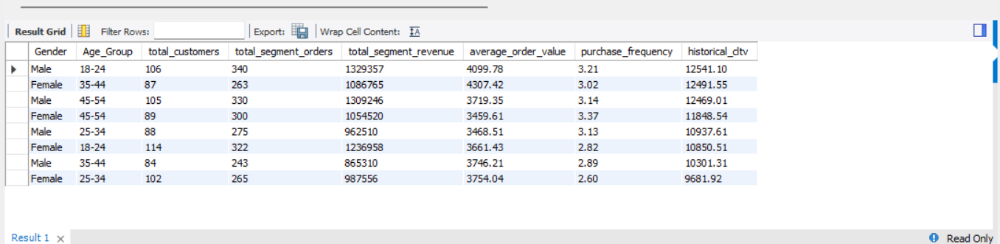 Result Grid Filter Rows: Export: Wrap Cell Content:
Gender Age_Group total_customers total_segment_orders total_segment_revenue average_order_value purchase_frequency historical_cltv
Male 18-24 106 340 1329357 4099.78 3.21 12541.10
Female 35-44 87 263 1086765 4307.42 3.02 12491.55
Male 45-54 105 330 1309246 3719.35 3.14 12469.01
Female 45-54 89 300 1054520 3459.61 3.37 11848.54
Male 25-34 88 275 962510 3468.51 3.13 10937.61
Female 18-24 114 322 1236958 3661.43 2.82 10850.51
Male 35-44 84 243 865310 3746.21 2.89 10301.31
Female 25-34 102 265 987556 3754.04 2.60 9681.92
Result 1 × Read Only